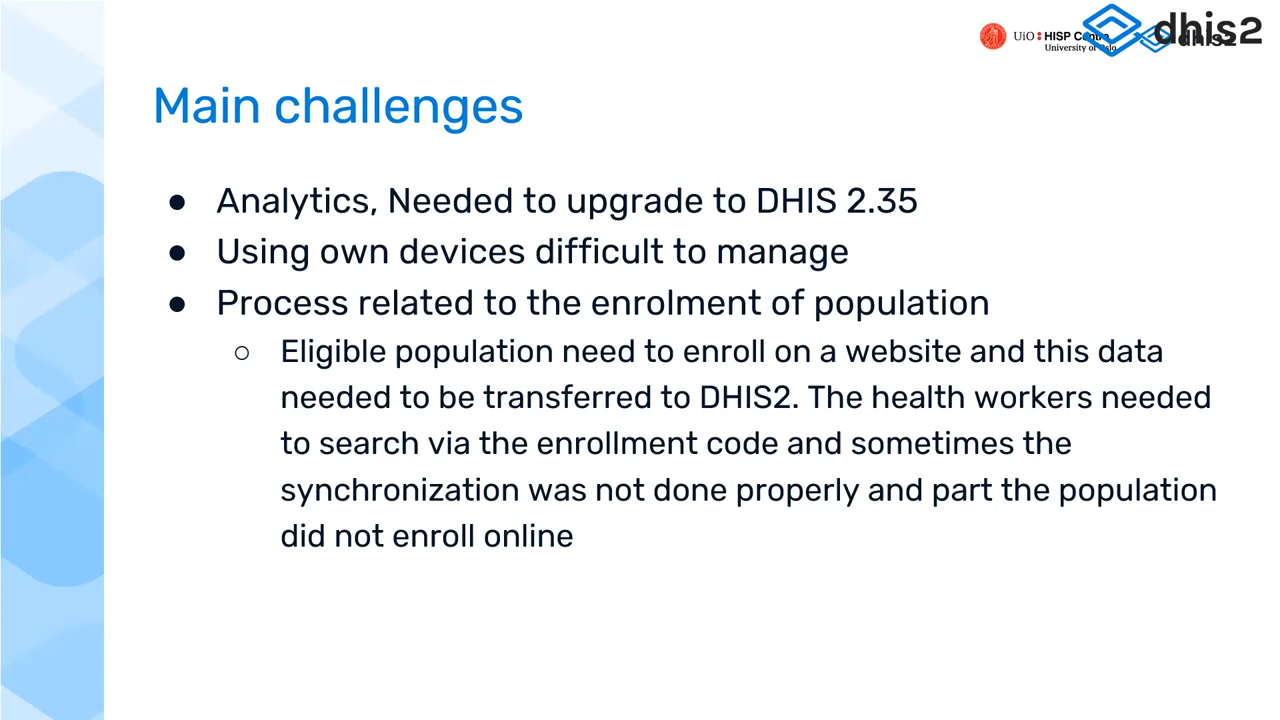 UiO HISP Centre
University of Oslo
dhis2
dhis2
Main challenges
● Analytics, Needed to upgrade to DHIS 2.35
● Using own devices difficult to manage
● Process related to the enrolment of population
○ Eligible population need to enroll on a website and this data
needed to be transferred to DHIS2. The health workers needed
to search via the enrollment code and sometimes the
synchronization was not done properly and part the population
did not enroll online